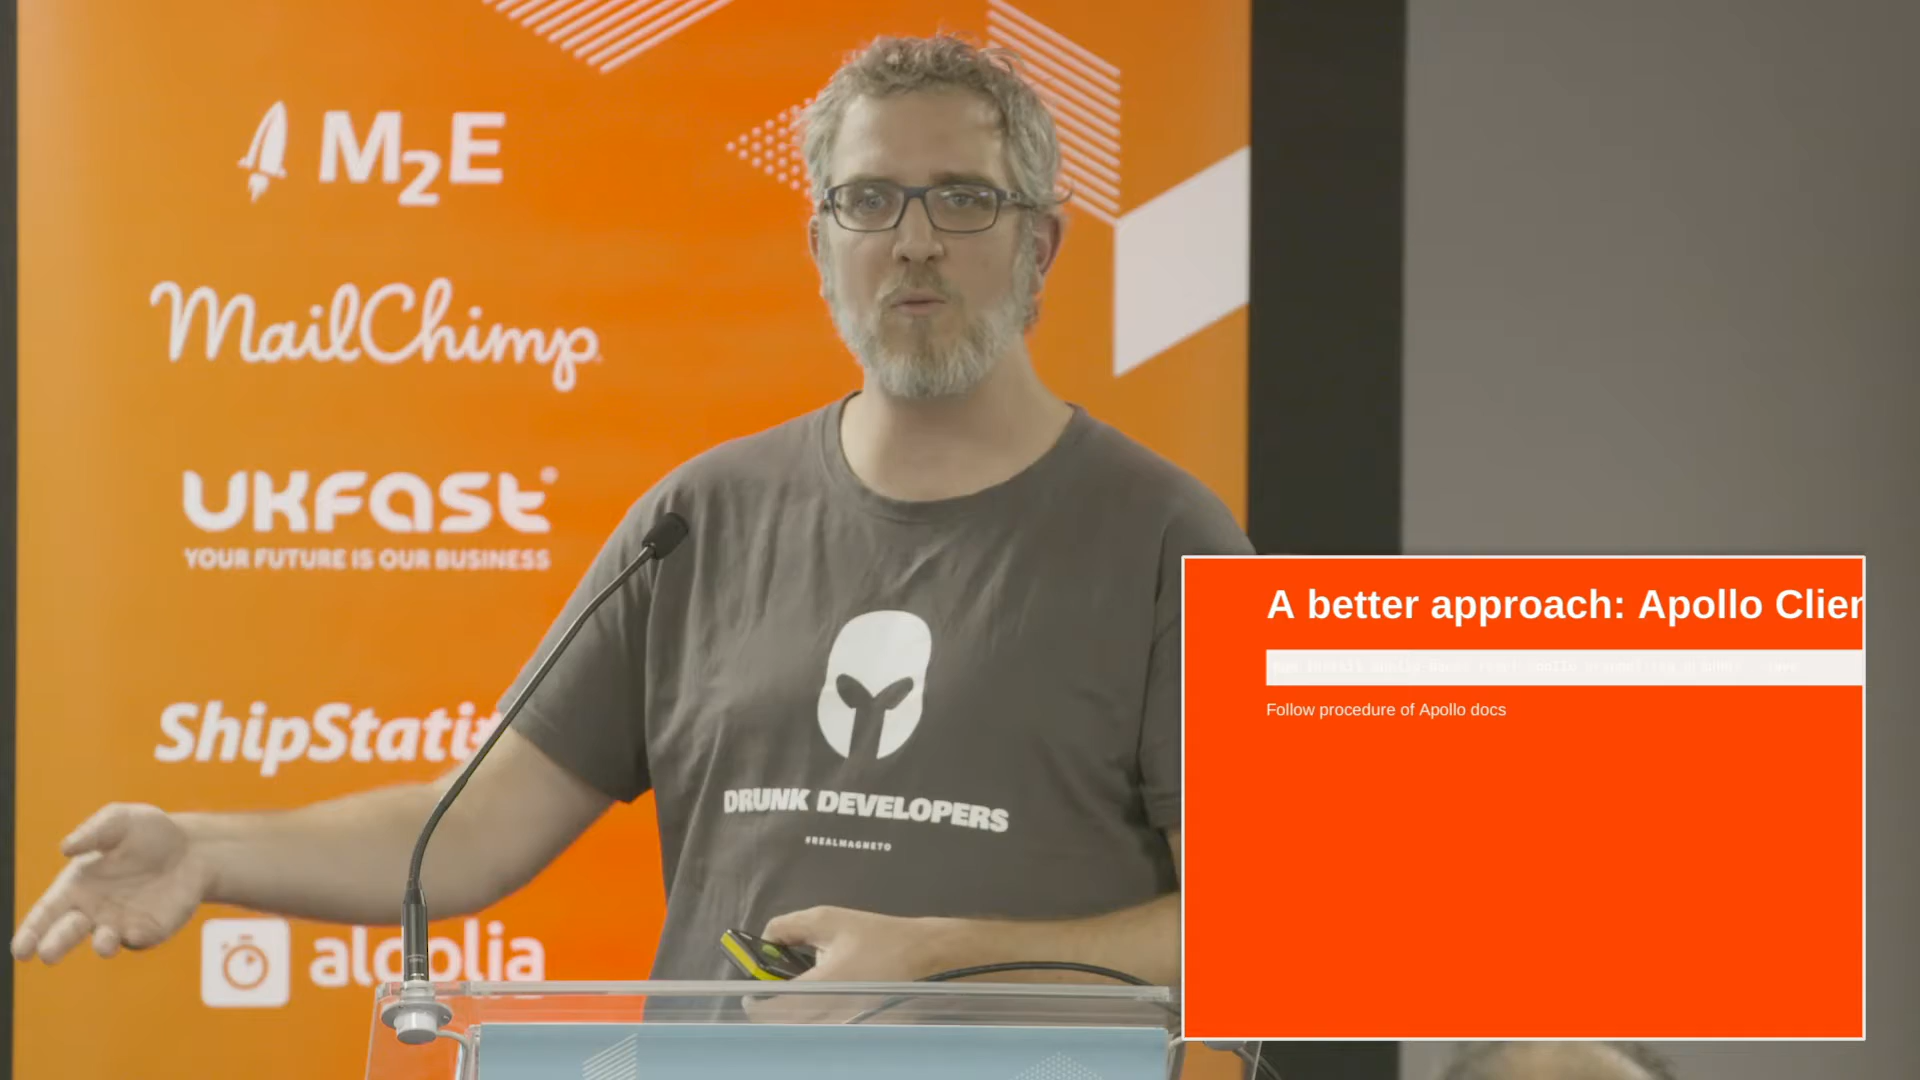 M2E
MailChimp
UKFAST
YOUR FUTURE IS OUR BUSINESS
ShipStati
algolia
DRUNK DEVELOPERS
#REALMAGNETO
A better approach: Apollo Clien
Follow procedure of Apollo docs